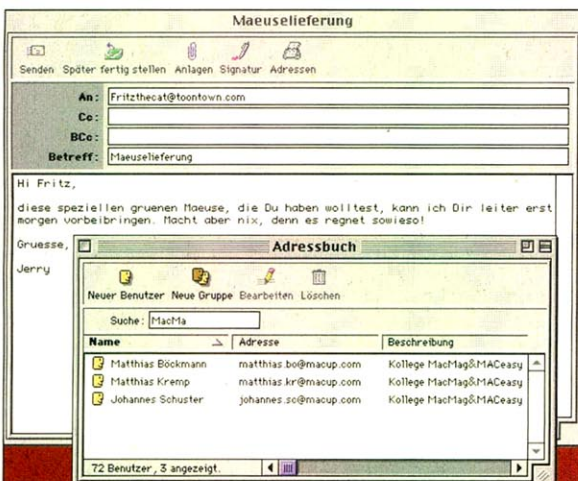 Maeuselieferung
Senden Später fertig stellen Anlagen Signatur Adressen
An: Fritzthecat@toontown.com
Cc:
BCc:
Betreff: Maeuselieferung
Hi Fritz,
diese speziellen gruenen Maeuse, die Du haben wolltest, kann ich Dir leiter erst
morgen vorbeibringen. Macht aber nix, denn es regnet sowieso!
Gruesse,
Jerry
Adressbuch
Neuer Benutzer Neue Gruppe Bearbeiten Löschen
Suche: MacMa
Name Adresse Beschreibung
Matthias Böckmann matthias.bo@macup.com Kollege MacMag&MACeasy
Matthias Kremp matthias.kr@macup.com Kollege MacMag&MACeasy
Johannes Schuster johannes.sc@macup.com Kollege MacMag&MACeasy
72 Benutzer, 3 angezeigt.